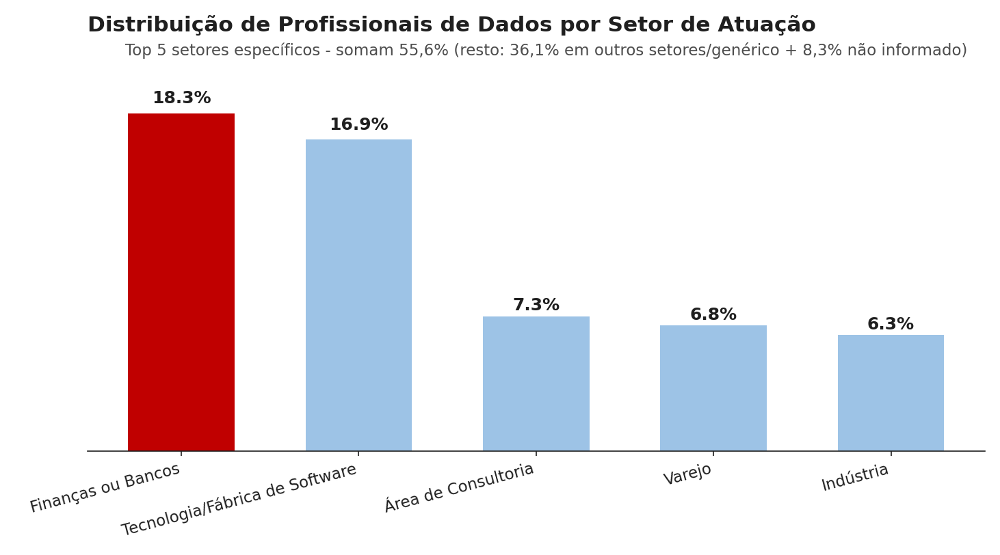 Distribuição de Profissionais de Dados por Setor de Atuação
Top 5 setores específicos - somam 55,6% (resto: 36,1% em outros setores/genérico + 8,3% não informado)
18.3%
16.9%
7.3%
6.8%
6.3%
Finanças ou Bancos
Tecnologia/Fábrica de Software
Área de Consultoria
Varejo
Indústria